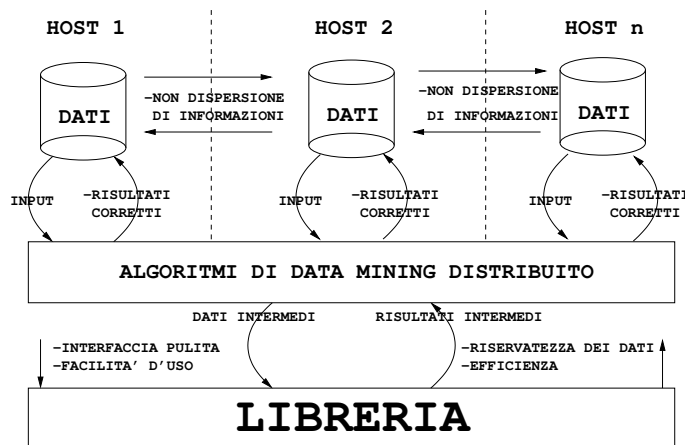 HOST 1
HOST 2
HOST n
DATI
DATI
DATI
−NON DISPERSIONE
DI INFORMAZIONI
−NON DISPERSIONE
DI INFORMAZIONI
INPUT
−RISULTATI
CORRETTI
INPUT
−RISULTATI
CORRETTI
INPUT
−RISULTATI
CORRETTI
ALGORITMI DI DATA MINING DISTRIBUITO
DATI INTERMEDI
RISULTATI INTERMEDI
−INTERFACCIA PULITA
−FACILITA’ D’USO
−RISERVATEZZA DEI DATI
−EFFICIENZA
LIBRERIA